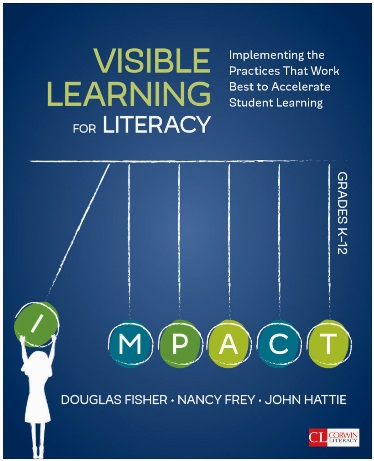 VISIBLE
LEARNING
FOR LITERACY
Implementing the
Practices That Work
Best to Accelerate
Student Learning
GRADES K–12
I M P A C T
DOUGLAS FISHER • NANCY FREY • JOHN HATTIE
CL CORWIN
LITERACY